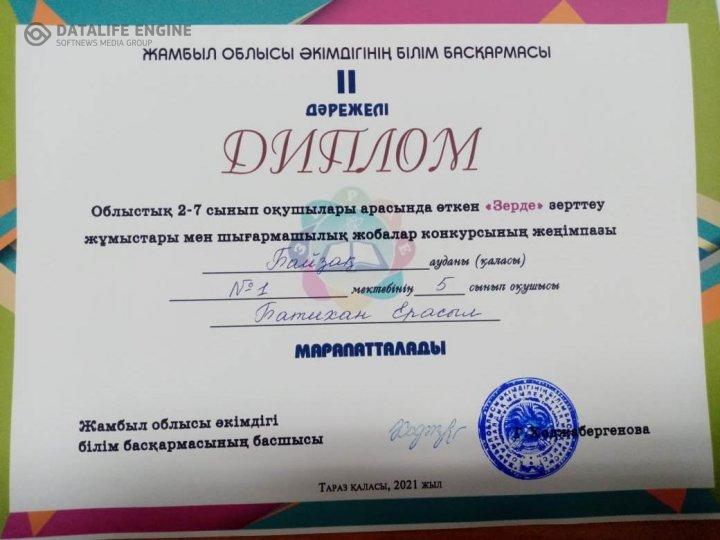 DATALIFE ENGINE
SOFTNEWS MEDIA GROUP
ЖАМБЫЛ ОБЛЫСЫ ӘКІМДІГІНІҢ БІЛІМ БАСҚАРМАСЫ
II
ДӘРЕЖЕЛІ
ДИПЛОМ
Облыстық 2-7 сынып оқушылары арасында өткен «Зерде» зерттеу
жұмыстары мен шығармашылық жобалар конкурсының жеңімпазы
Байзақ ауданы (қаласы)
№1 мектебінің 5 сынып оқушысы
Батихан Ерасыл
МАРАПАТТАЛАДЫ
Жамбыл облысы әкімдігі
білім басқармасының басшысы Г. Қоджабергенова
Тараз қаласы, 2021 жыл